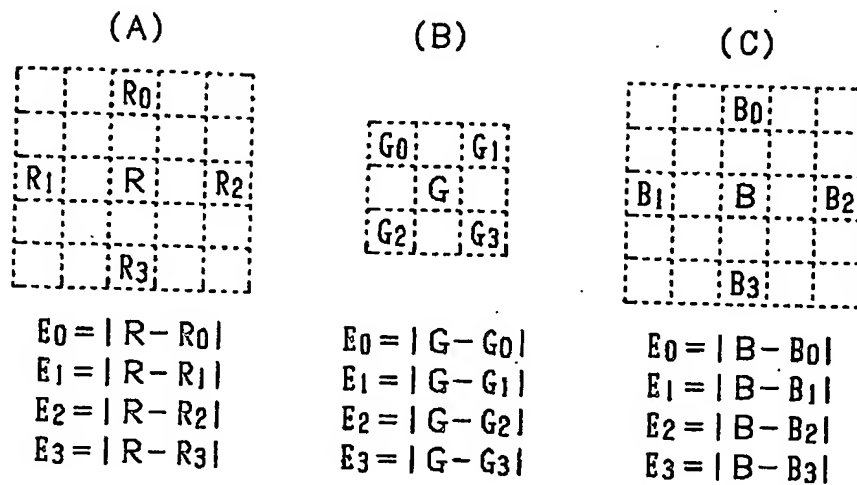 (A)
R0
R1 R R2
R3
E0 = | R - R0 |
E1 = | R - R1 |
E2 = | R - R2 |
E3 = | R - R3 |
(B)
G0 G1
G
G2 G3
E0 = | G - G0 |
E1 = | G - G1 |
E2 = | G - G2 |
E3 = | G - G3 |
(C)
B0
B1 B B2
B3
E0 = | B - B0 |
E1 = | B - B1 |
E2 = | B - B2 |
E3 = | B - B3 |